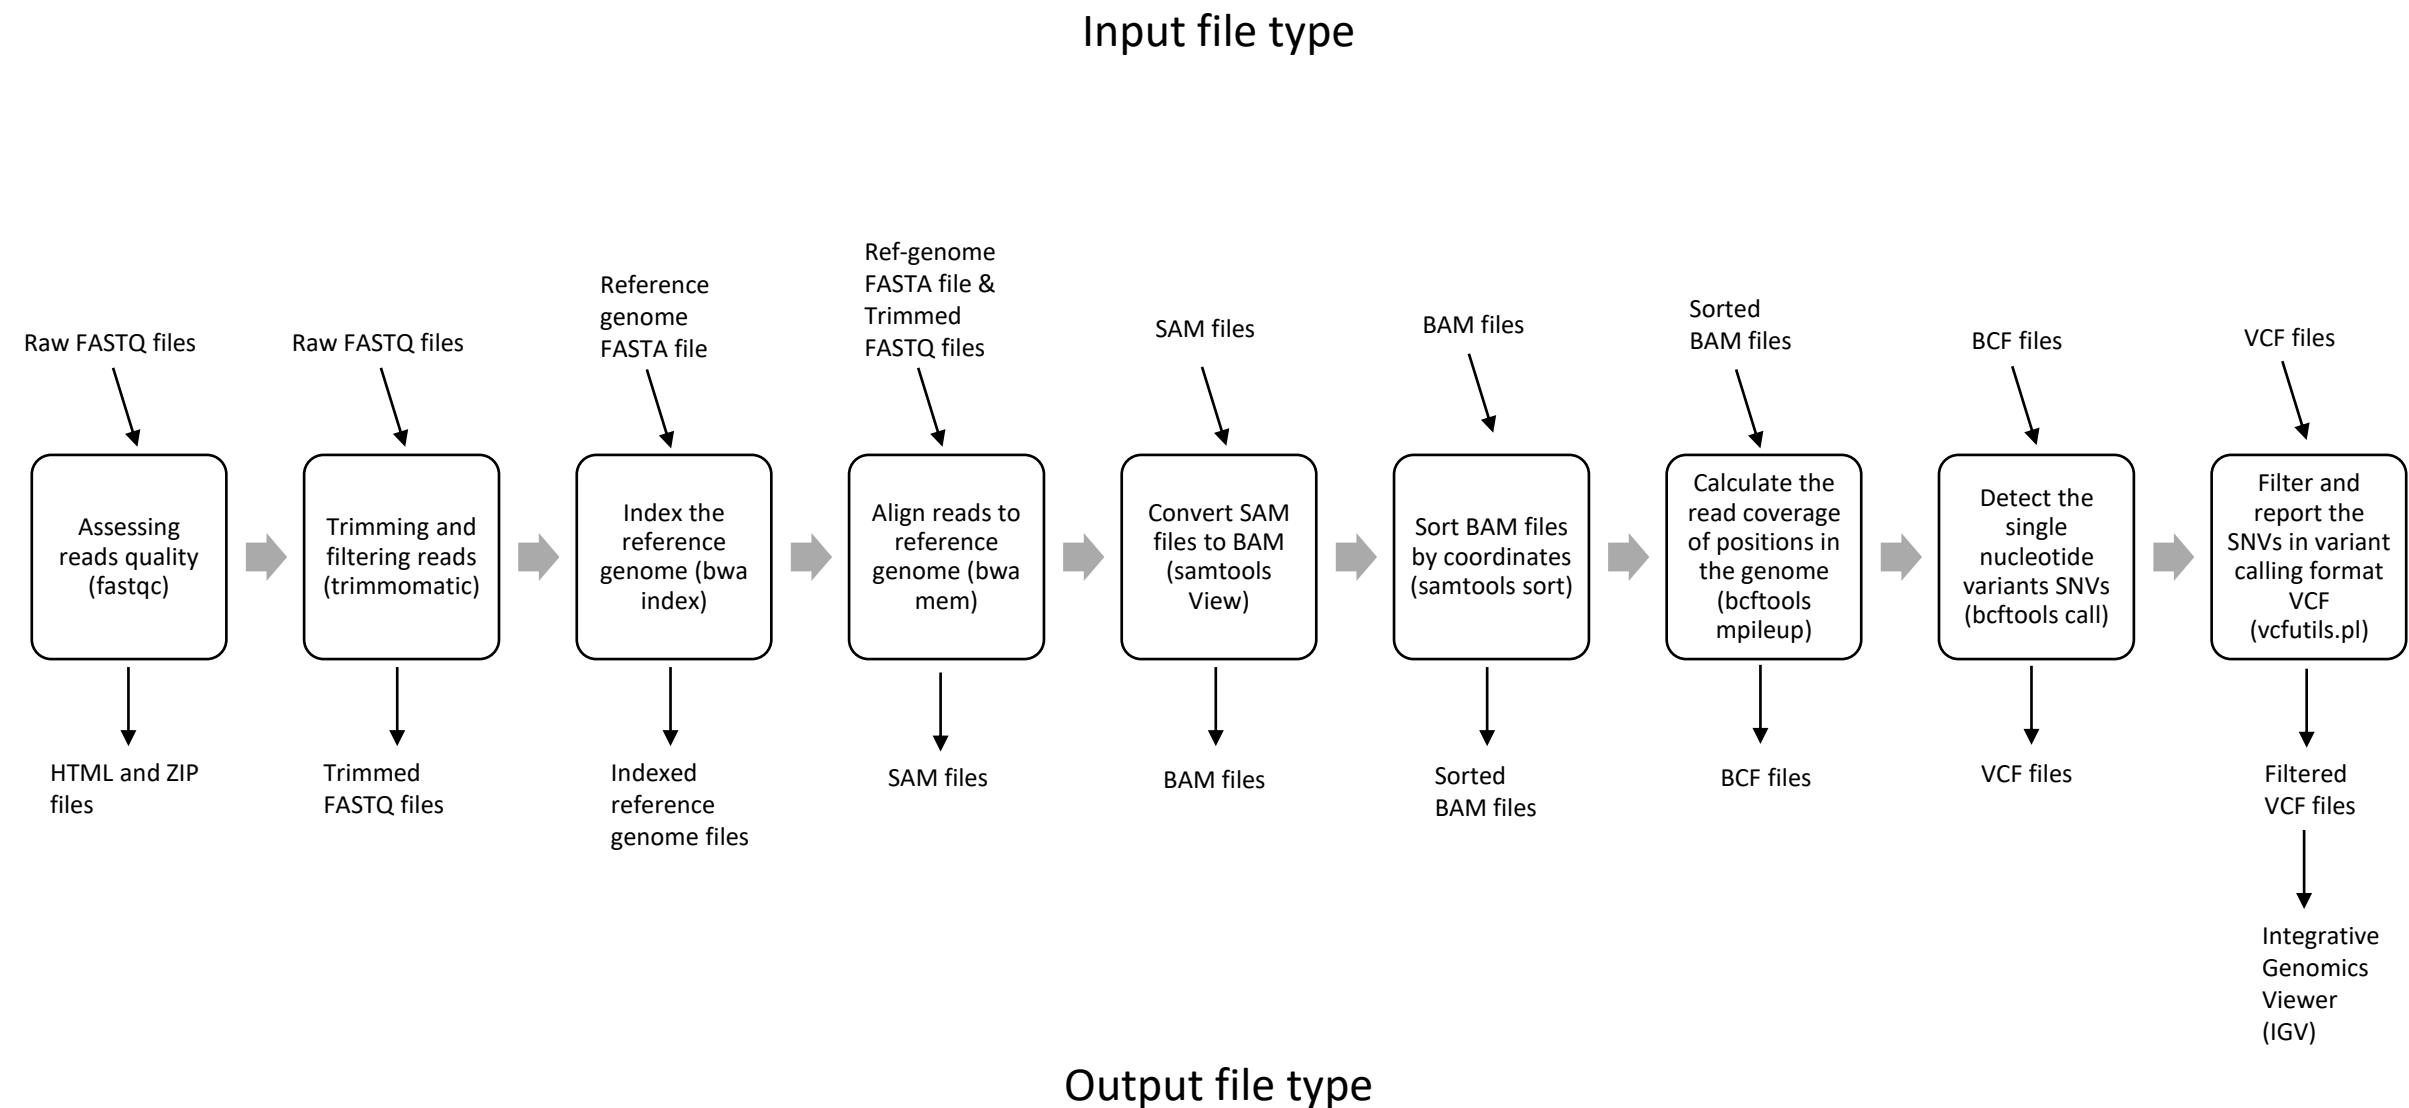 Input file type
Raw FASTQ files
Raw FASTQ files
Reference
genome
FASTA file
Ref-genome
FASTA file &
Trimmed
FASTQ files
SAM files
BAM files
Sorted
BAM files
BCF files
VCF files
Assessing
reads quality
(fastqc)
Trimming and
filtering reads
(trimmomatic)
Index the
reference
genome (bwa
index)
Align reads to
reference
genome (bwa
mem)
Convert SAM
files to BAM
(samtools
View)
Sort BAM files
by coordinates
(samtools sort)
Calculate the
read coverage
of positions in
the genome
(bcftools
mpileup)
Detect the
single
nucleotide
variants SNVs
(bcftools call)
Filter and
report the
SNVs in variant
calling format
VCF
(vcfutils.pl)
HTML and ZIP
files
Trimmed
FASTQ files
Indexed
reference
genome files
SAM files
BAM files
Sorted
BAM files
BCF files
VCF files
Filtered
VCF files
Integrative
Genomics
Viewer
(IGV)
Output file type